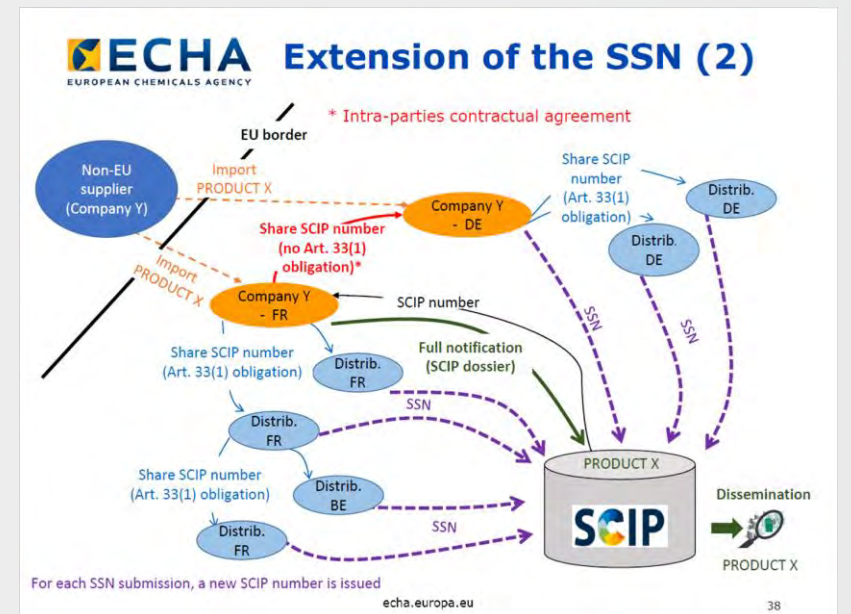 ECHA
EUROPEAN CHEMICALS AGENCY
Extension of the SSN (2)
* Intra-parties contractual agreement
EU border
Non-EU
supplier
(Company Y)
Import
PRODUCT X
Import
PRODUCT X
Company Y
- DE
Share SCIP
number
(Art. 33(1)
obligation)
Distrib.
DE
Distrib.
DE
Share SCIP number
(no Art. 33(1)
obligation)*
Company Y
- FR
SCIP number
SSN
SSN
Share SCIP number
(Art. 33(1) obligation)
Distrib.
FR
Full notification
(SCIP dossier)
SSN
Distrib.
FR
Share SCIP number
(Art. 33(1) obligation)
Distrib.
BE
SSN
Distrib.
FR
PRODUCT X
SCIP
Dissemination
PRODUCT X
For each SSN submission, a new SCIP number is issued
echa.europa.eu
38